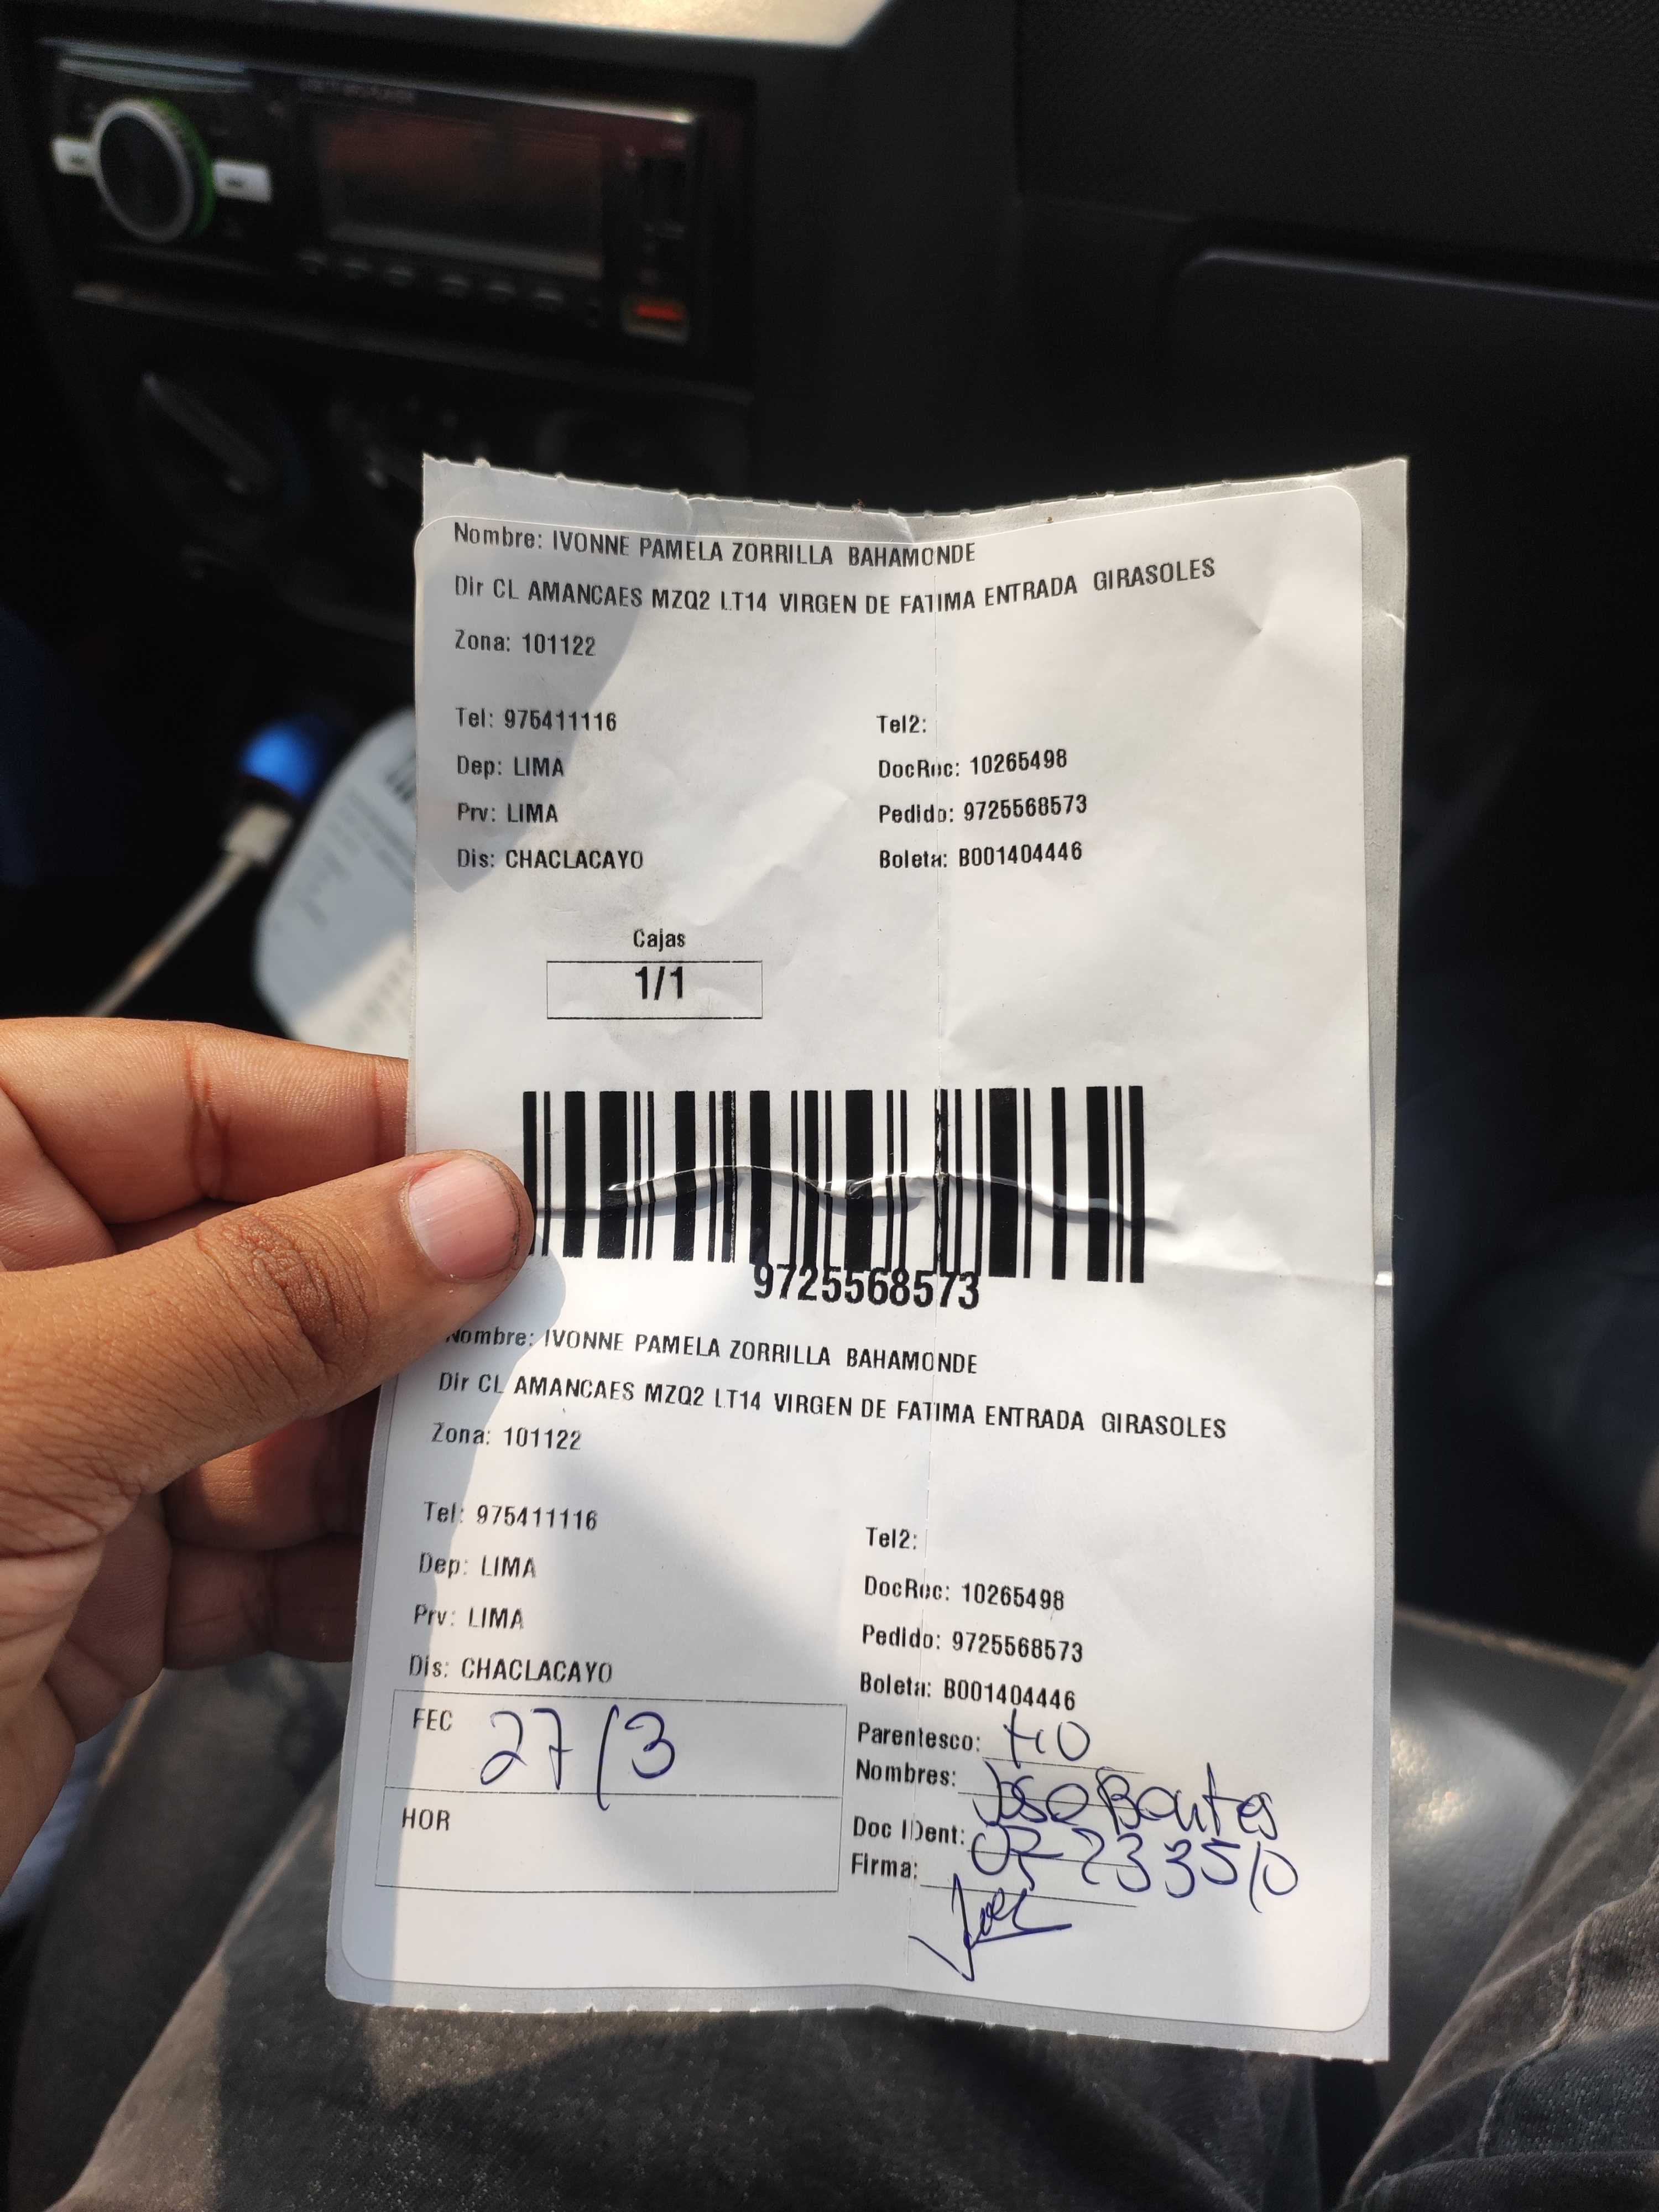 Nombre: IVONNE PAMELA ZORRILLA BAHAMONDE
Dir CL AMANCAES MZQ2 LT14 VIRGEN DE FATIMA ENTRADA GIRASOLES
Zona: 101122
Tel: 975411116 Tel2:
Dep: LIMA DocRuc: 10265498
Prv: LIMA Pedido: 9725568573
Dis: CHACLACAYO Boleta: B001404446
Cajas
1/1
9725568573
Nombre: IVONNE PAMELA ZORRILLA BAHAMONDE
Dir CL AMANCAES MZQ2 LT14 VIRGEN DE FATIMA ENTRADA GIRASOLES
Zona: 101122
Tel: 975411116 Tel2:
Dep: LIMA DocRuc: 10265498
Prv: LIMA Pedido: 9725568573
Dis: CHACLACAYO Boleta: B001404446
FEC 27/3 Parentesco: tio
Nombres: Jose
HOR Doc IDent:
Firma: